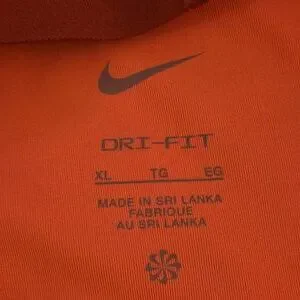 DRI-FIT
XL TG EG
MADE IN SRI LANKA
FABRIQUE
AU SRI LANKA